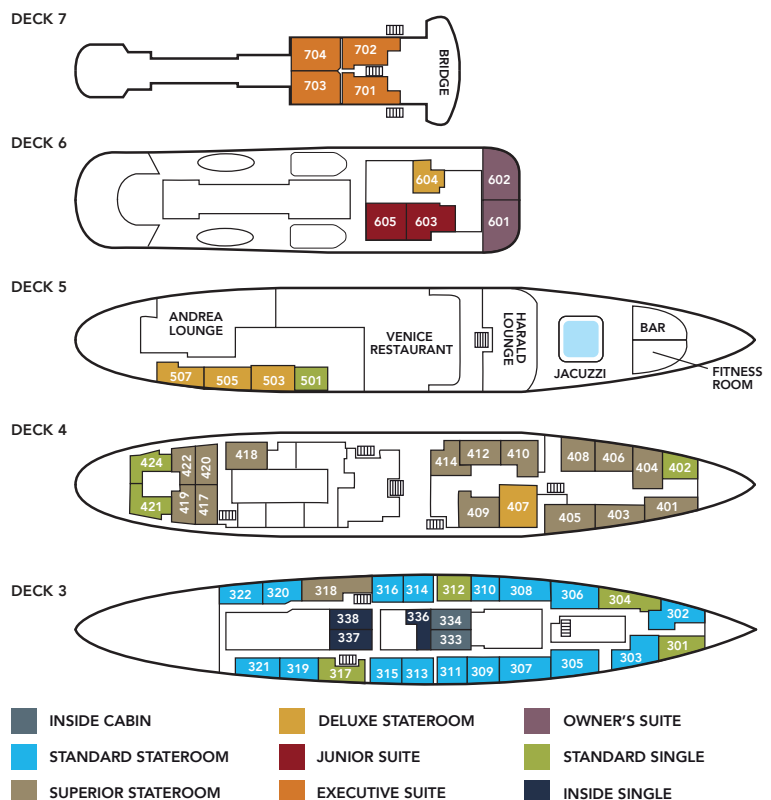 DECK 7
704
702
703
701
BRIDGE
DECK 6
604
602
605
603
601
DECK 5
ANDREA
LOUNGE
VENICE
RESTAURANT
HARALD
LOUNGE
JACUZZI
BAR
FITNESS
ROOM
507
505
503
501
DECK 4
424
422
420
418
414
412
410
408
406
404
402
421
419
417
409
407
405
403
401
DECK 3
322
320
318
316
314
312
310
308
306
304
302
338
336
334
337
333
321
319
317
315
313
311
309
307
305
303
301
INSIDE CABIN
DELUXE STATEROOM
OWNER'S SUITE
STANDARD STATEROOM
JUNIOR SUITE
STANDARD SINGLE
SUPERIOR STATEROOM
EXECUTIVE SUITE
INSIDE SINGLE